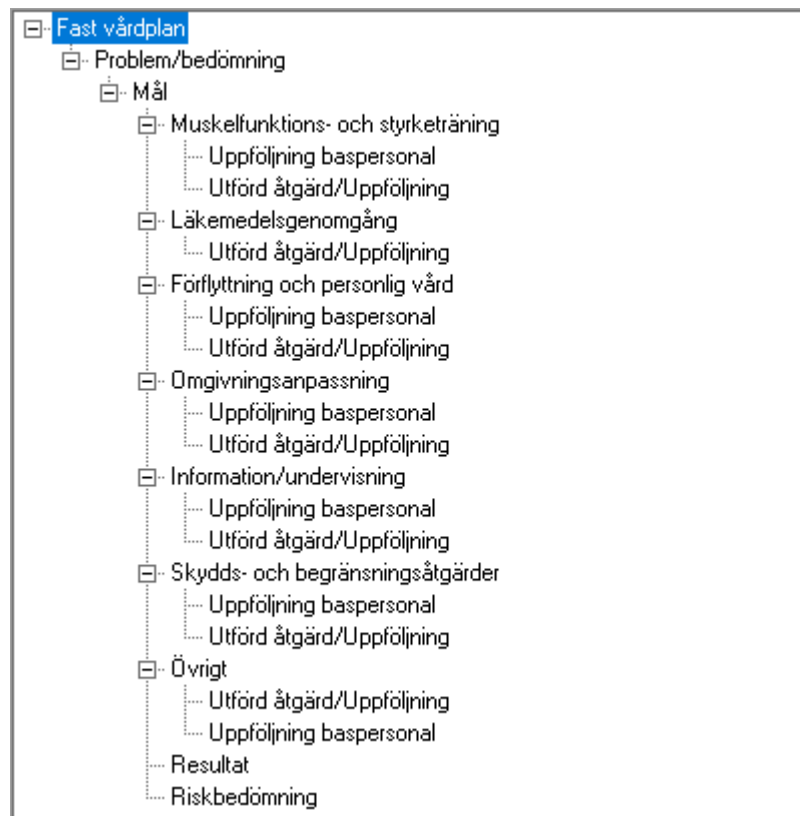 Fast vårdplan
Problem/bedömning
Mål
Muskelfunktions- och styrketräning
Uppföljning baspersonal
Utförd åtgärd/Uppföljning
Läkemedelsgenomgång
Utförd åtgärd/Uppföljning
Förflyttning och personlig vård
Uppföljning baspersonal
Utförd åtgärd/Uppföljning
Omgivningsanpassning
Uppföljning baspersonal
Utförd åtgärd/Uppföljning
Information/undervisning
Uppföljning baspersonal
Utförd åtgärd/Uppföljning
Skydds- och begränsningsåtgärder
Uppföljning baspersonal
Utförd åtgärd/Uppföljning
Övrigt
Utförd åtgärd/Uppföljning
Uppföljning baspersonal
Resultat
Riskbedömning